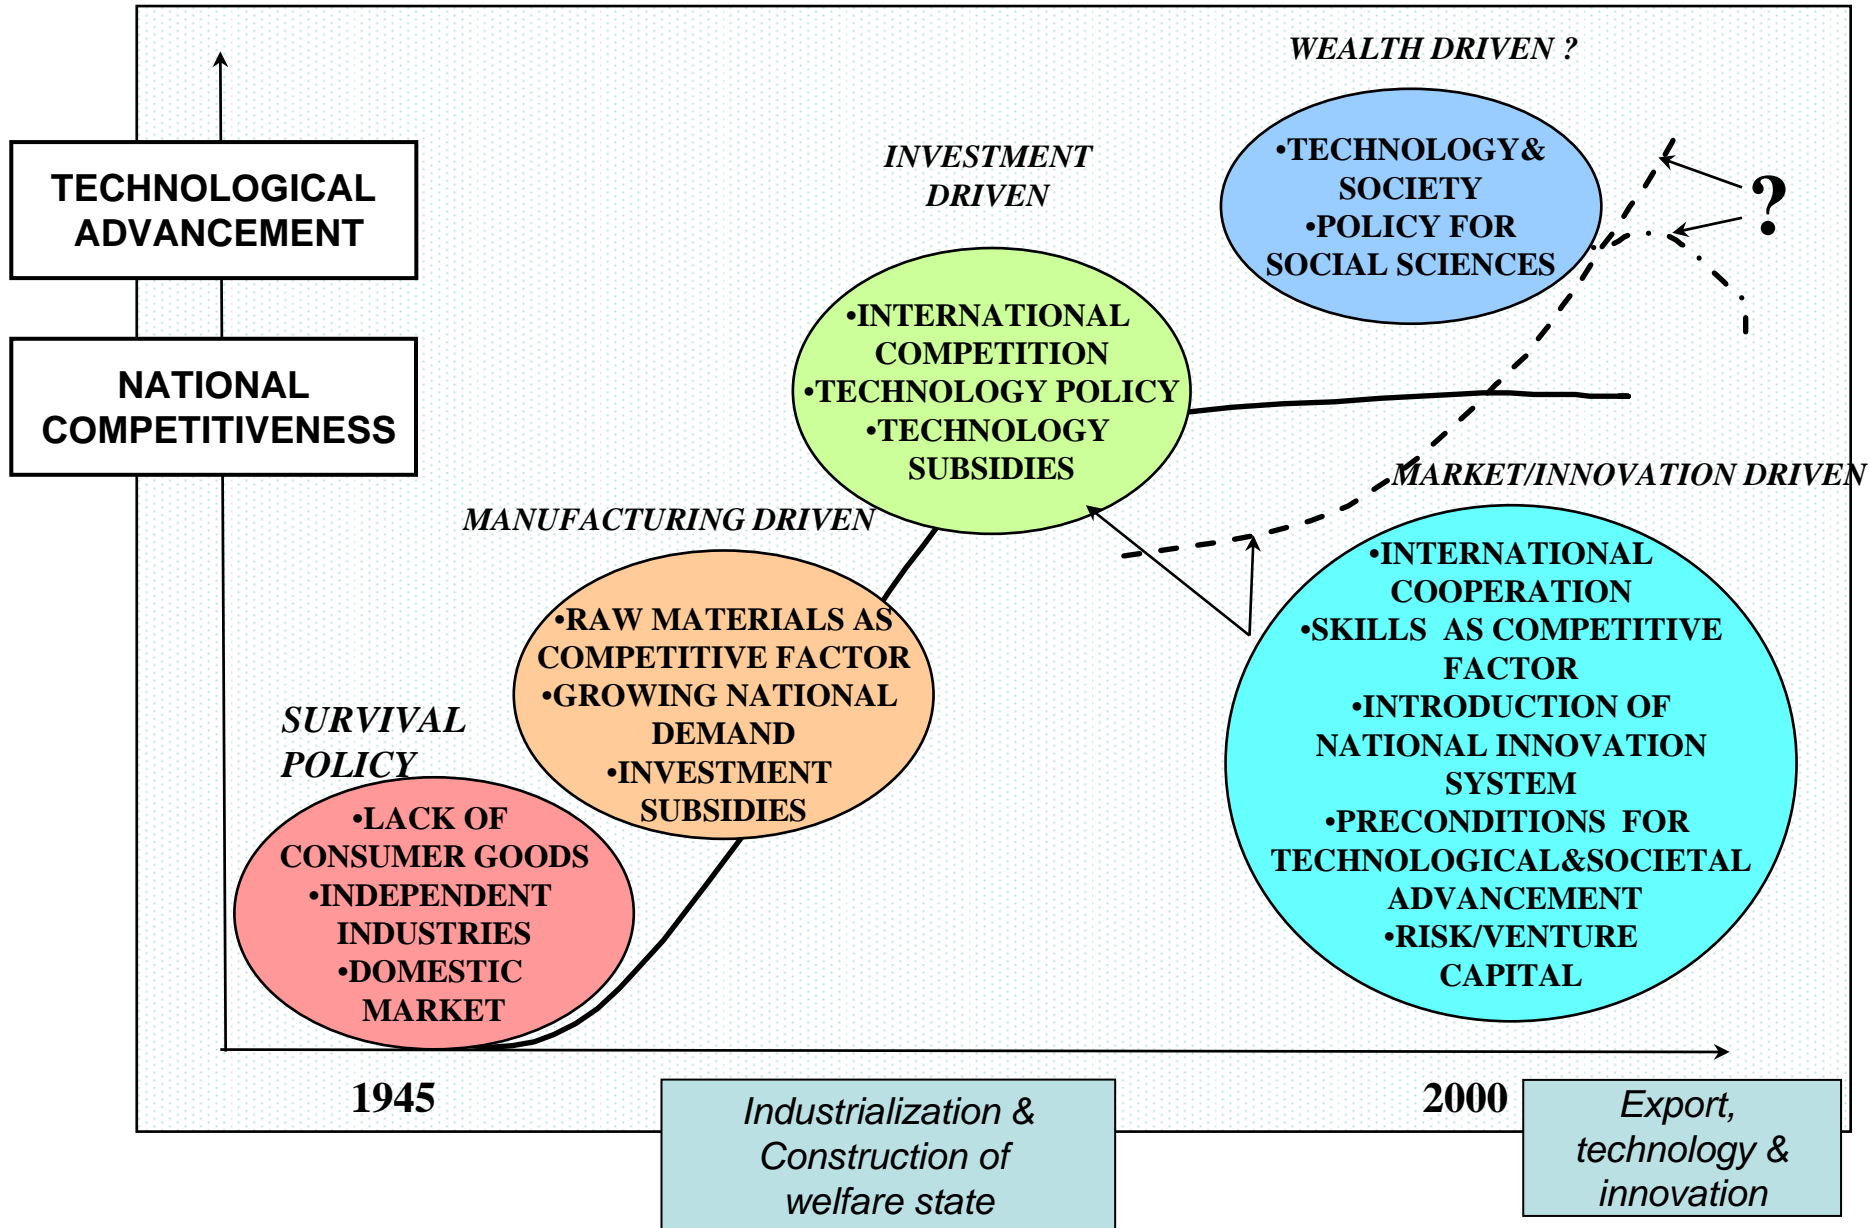 WEALTH DRIVEN ?
•TECHNOLOGY&
SOCIETY
•POLICY FOR
SOCIAL SCIENCES
?
INVESTMENT
DRIVEN
TECHNOLOGICAL
ADVANCEMENT
NATIONAL
COMPETITIVENESS
•INTERNATIONAL
COMPETITION
•TECHNOLOGY POLICY
•TECHNOLOGY
SUBSIDIES
MARKET/INNOVATION DRIVEN
•INTERNATIONAL
COOPERATION
•SKILLS AS COMPETITIVE
FACTOR
•INTRODUCTION OF
NATIONAL INNOVATION
SYSTEM
•PRECONDITIONS FOR
TECHNOLOGICAL&SOCIETAL
ADVANCEMENT
•RISK/VENTURE
CAPITAL
MANUFACTURING DRIVEN
•RAW MATERIALS AS
COMPETITIVE FACTOR
•GROWING NATIONAL
DEMAND
•INVESTMENT
SUBSIDIES
SURVIVAL
POLICY
•LACK OF
CONSUMER GOODS
•INDEPENDENT
INDUSTRIES
•DOMESTIC
MARKET
1945
2000
Industrialization &
Construction of
welfare state
Export,
technology &
innovation